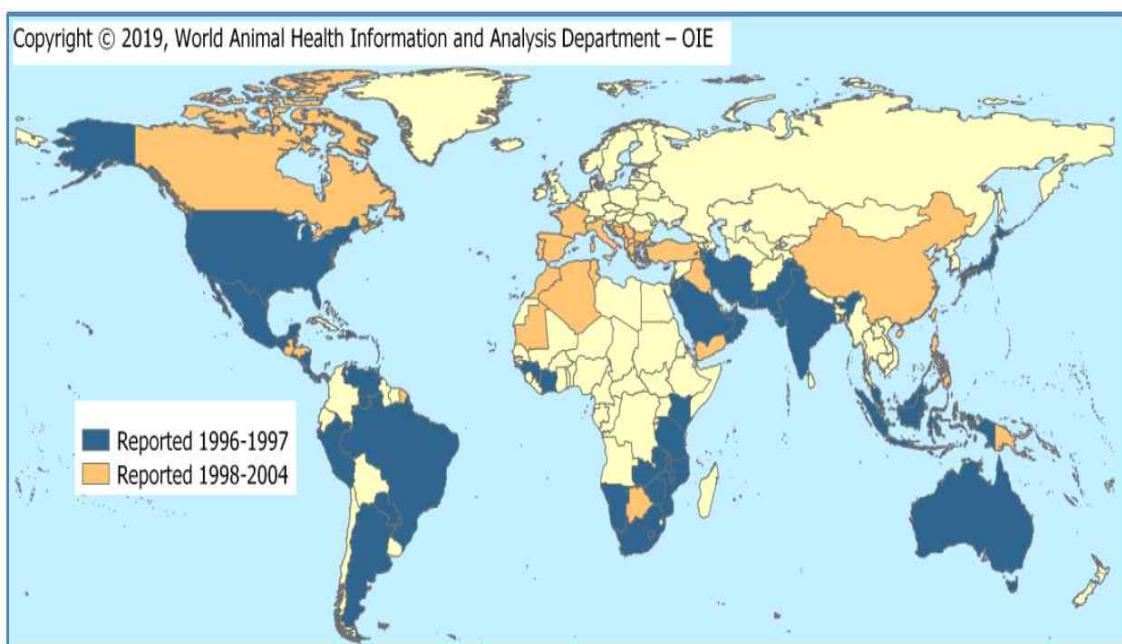 Copyright © 2019, World Animal Health Information and Analysis Department – OIE
Reported 1996-1997
Reported 1998-2004